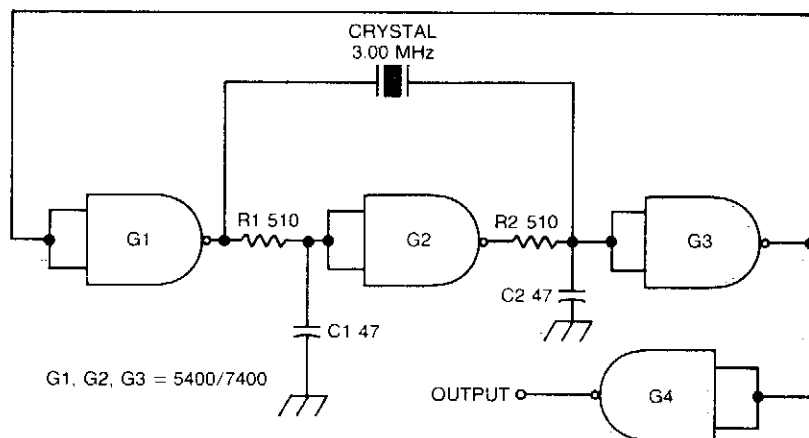 CRYSTAL
3.00 MHz
G1
R1 510
G2
R2 510
G3
C1 47
C2 47
G1, G2, G3 = 5400/7400
OUTPUT
G4